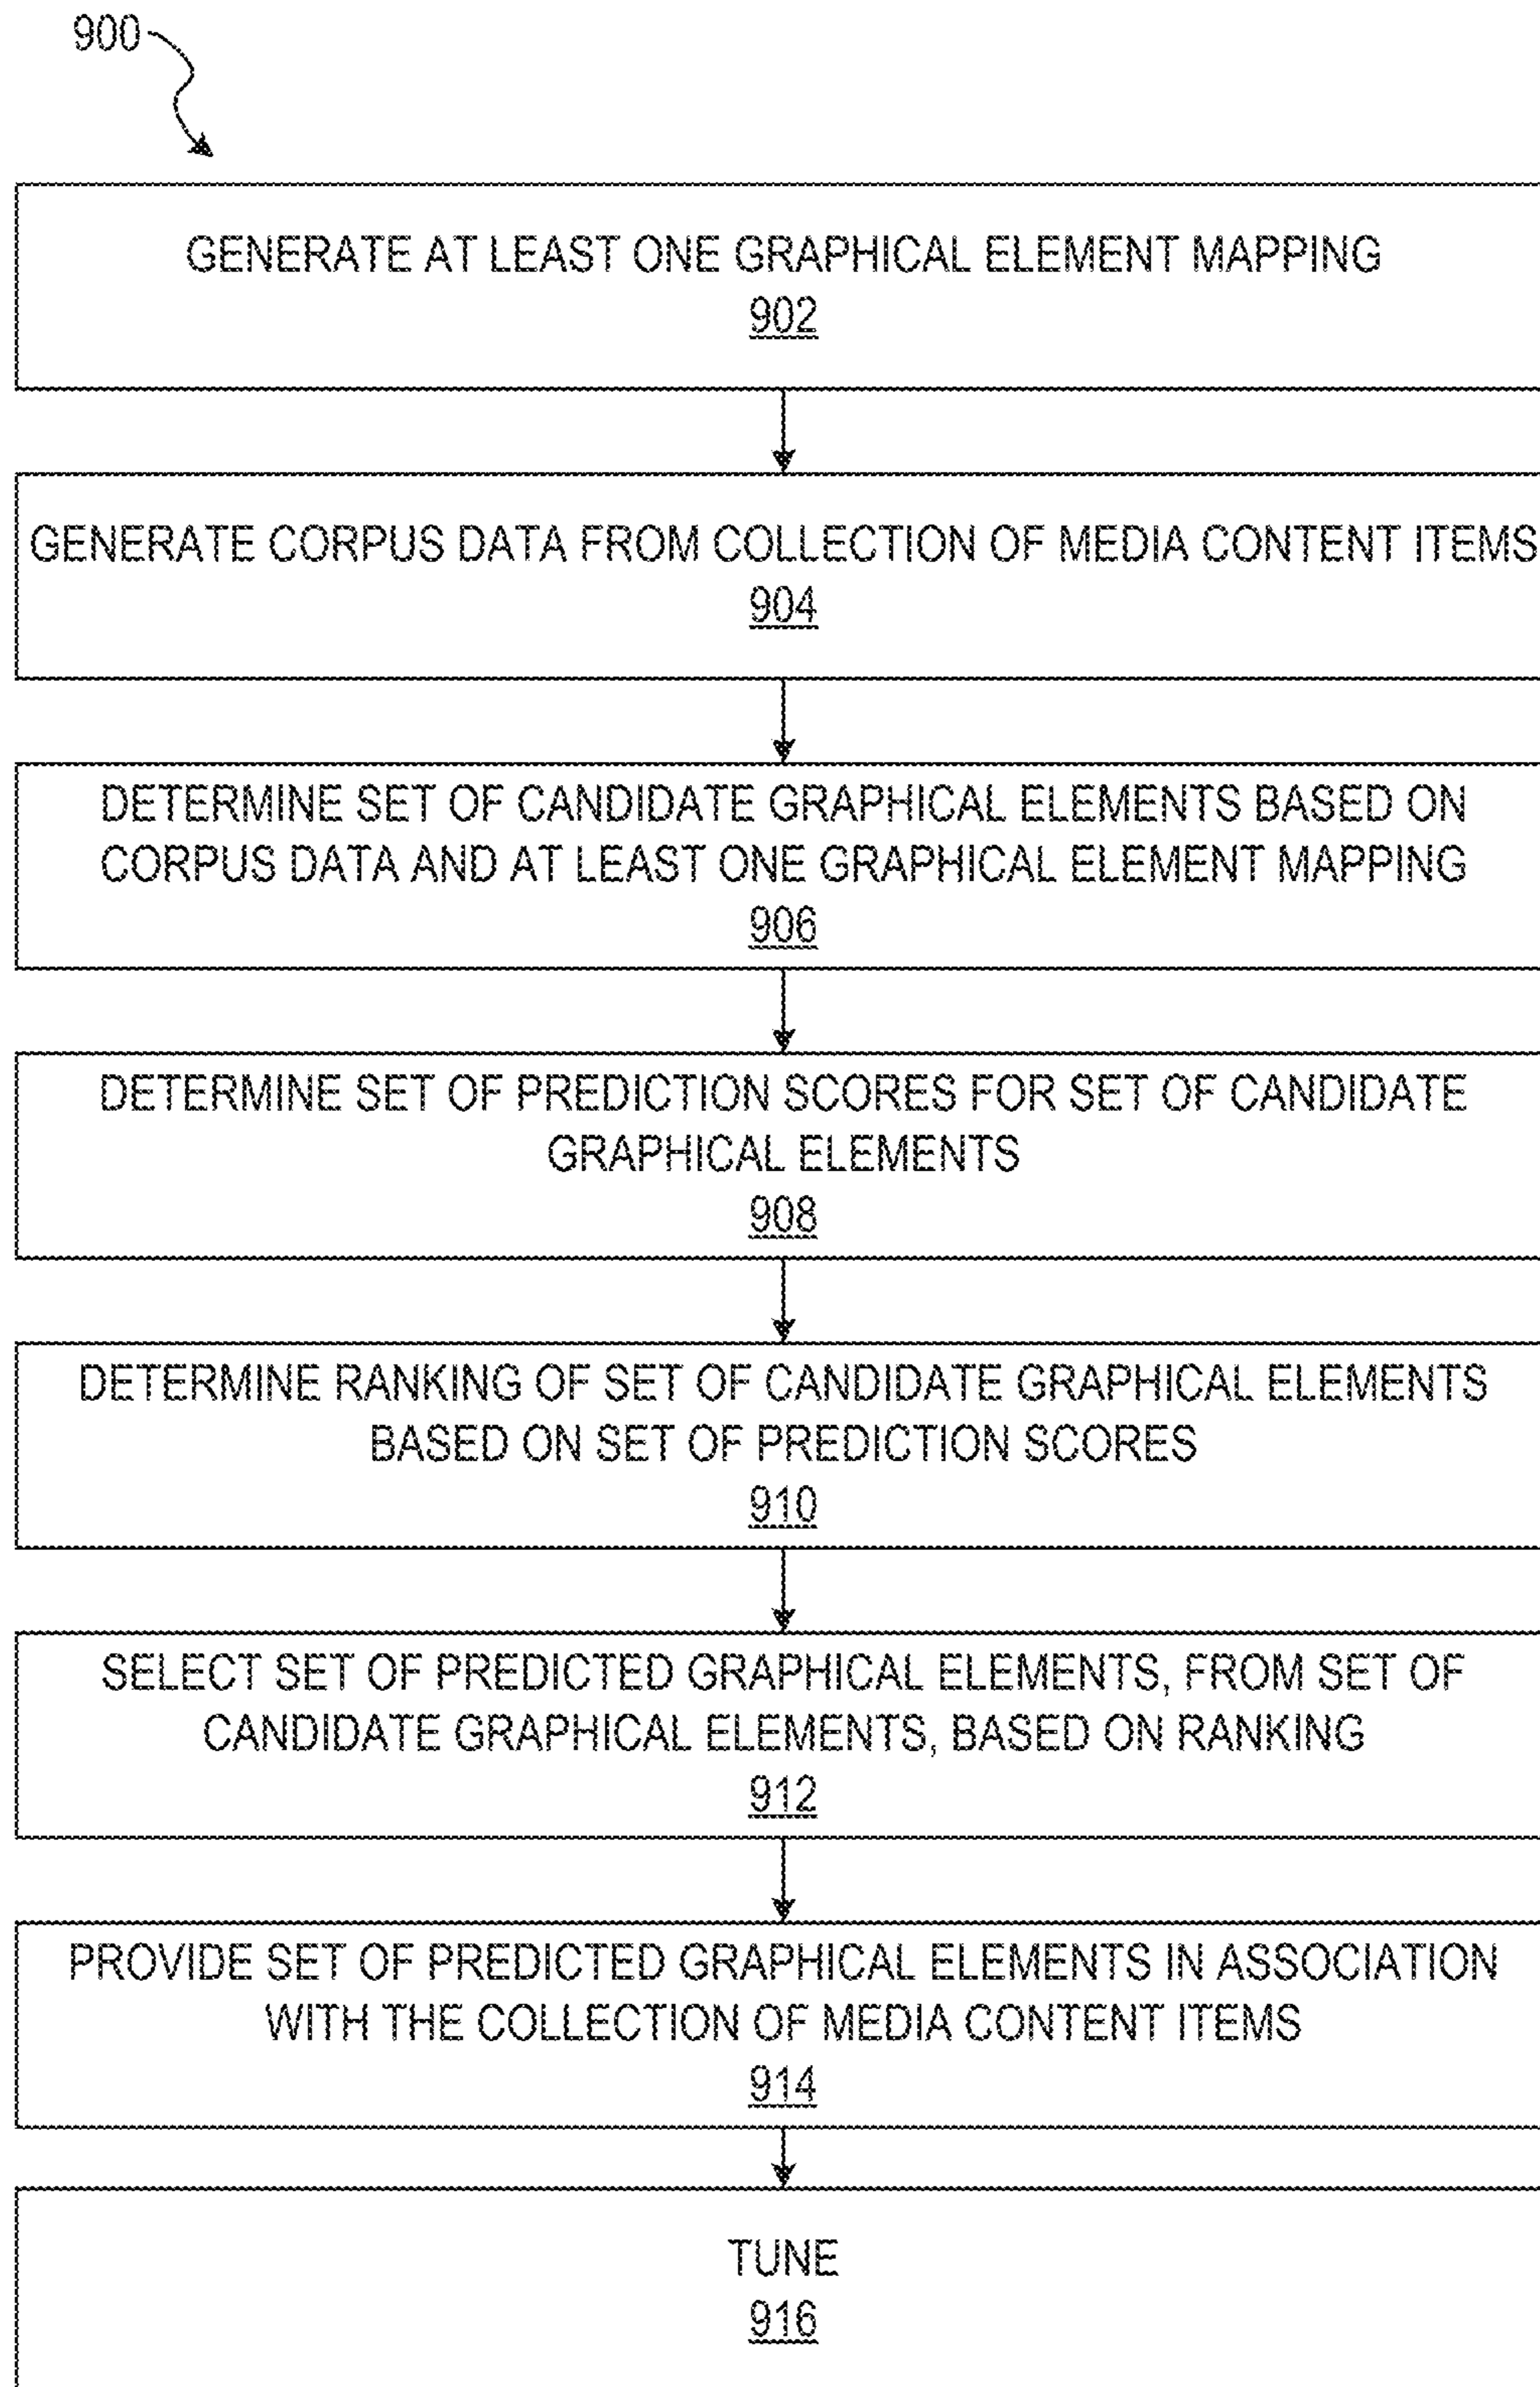 900
GENERATE AT LEAST ONE GRAPHICAL ELEMENT MAPPING
902
GENERATE CORPUS DATA FROM COLLECTION OF MEDIA CONTENT ITEMS
904
DETERMINE SET OF CANDIDATE GRAPHICAL ELEMENTS BASED ON
CORPUS DATA AND AT LEAST ONE GRAPHICAL ELEMENT MAPPING
906
DETERMINE SET OF PREDICTION SCORES FOR SET OF CANDIDATE
GRAPHICAL ELEMENTS
908
DETERMINE RANKING OF SET OF CANDIDATE GRAPHICAL ELEMENTS
BASED ON SET OF PREDICTION SCORES
910
SELECT SET OF PREDICTED GRAPHICAL ELEMENTS, FROM SET OF
CANDIDATE GRAPHICAL ELEMENTS, BASED ON RANKING
912
PROVIDE SET OF PREDICTED GRAPHICAL ELEMENTS IN ASSOCIATION
WITH THE COLLECTION OF MEDIA CONTENT ITEMS
914
TUNE
916